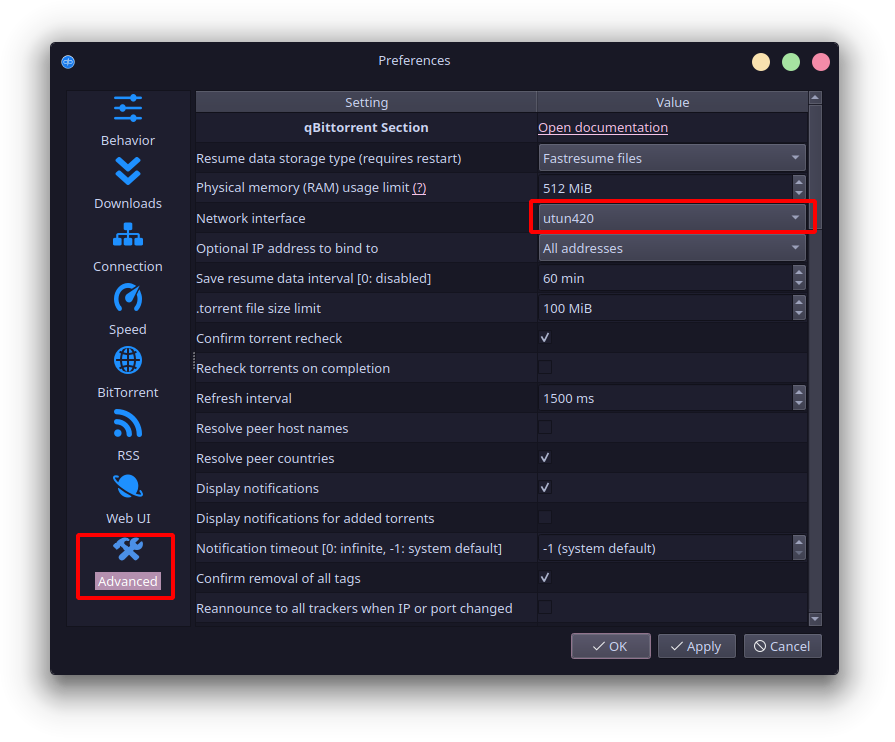 Preferences
Behavior
Downloads
Connection
Speed
BitTorrent
RSS
Web UI
Advanced
Setting Value
qBittorrent Section Open documentation
Resume data storage type (requires restart) Fastresume files
Physical memory (RAM) usage limit (?) 512 MiB
Network interface utun420
Optional IP address to bind to All addresses
Save resume data interval [0: disabled] 60 min
.torrent file size limit 100 MiB
Confirm torrent recheck
Recheck torrents on completion
Refresh interval 1500 ms
Resolve peer host names
Resolve peer countries
Display notifications
Display notifications for added torrents
Notification timeout [0: infinite, -1: system default] -1 (system default)
Confirm removal of all tags
Reannounce to all trackers when IP or port changed
OK Apply Cancel